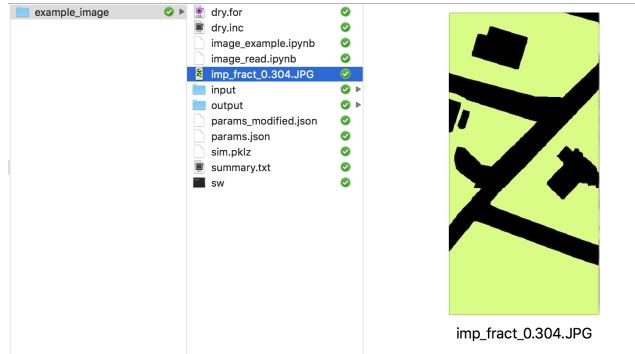 example_image
dry.for
dry.inc
image_example.ipynb
image_read.ipynb
imp_fract_0.304.JPG
input
output
params_modified.json
params.json
sim.pklz
summary.txt
sw
imp_fract_0.304.JPG